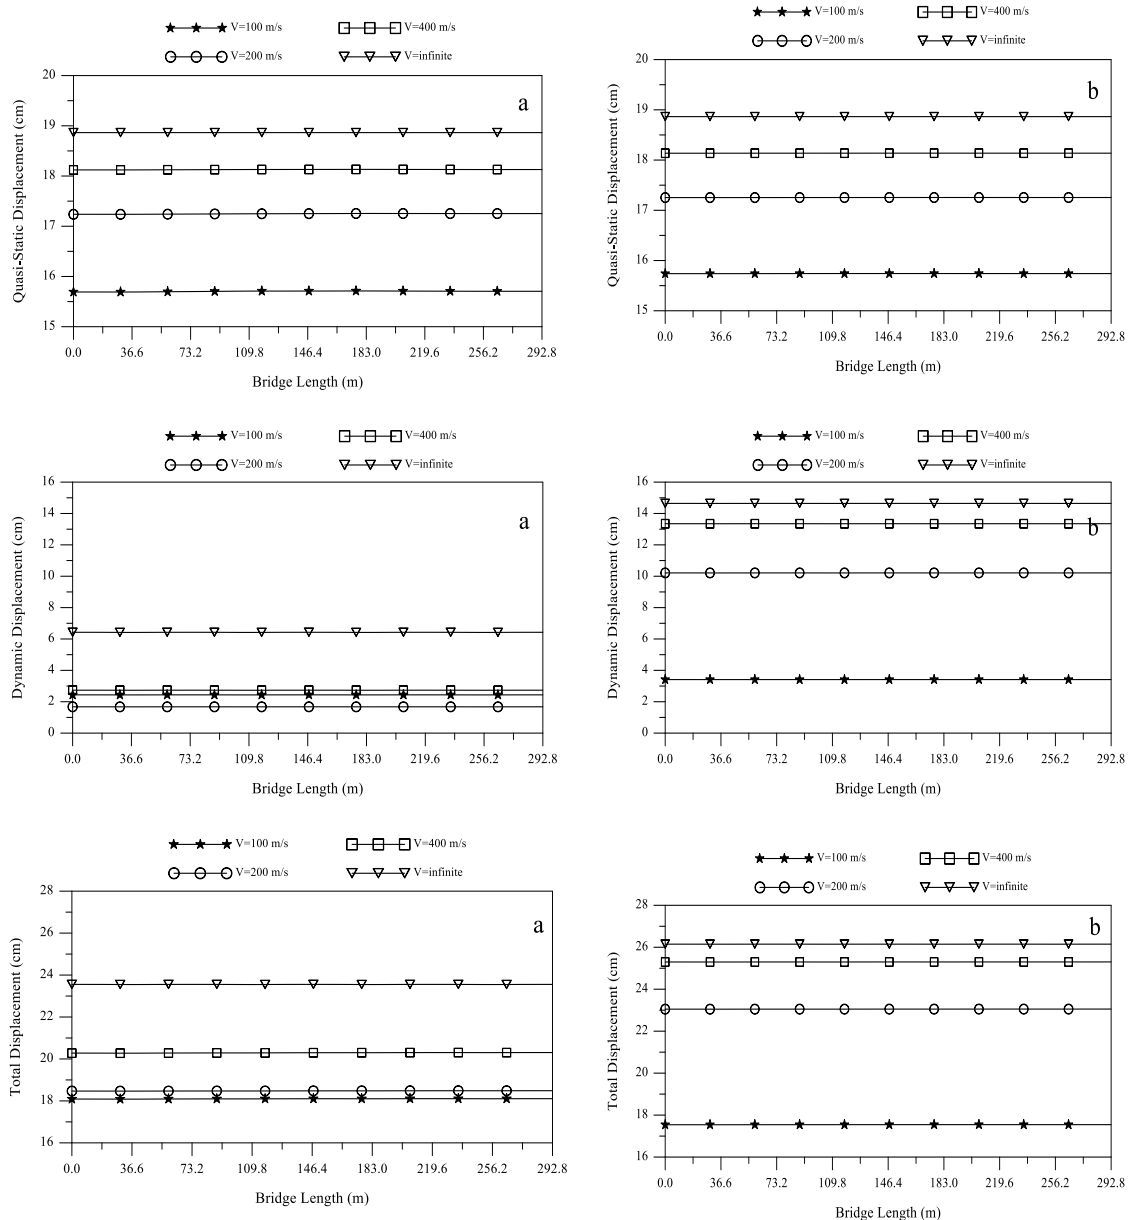 V=100 m/s V=400 m/s
V=200 m/s V=infinite
a
Quasi-Static Displacement (cm)
20
19
18
17
16
15
0.0 36.6 73.2 109.8 146.4 183.0 219.6 256.2 292.8
Bridge Length (m)
V=100 m/s V=400 m/s
V=200 m/s V=infinite
b
Quasi-Static Displacement (cm)
20
19
18
17
16
15
0.0 36.6 73.2 109.8 146.4 183.0 219.6 256.2 292.8
Bridge Length (m)
V=100 m/s V=400 m/s
V=200 m/s V=infinite
a
Dynamic Displacement (cm)
16
14
12
10
8
6
4
2
0
0.0 36.6 73.2 109.8 146.4 183.0 219.6 256.2 292.8
Bridge Length (m)
V=100 m/s V=400 m/s
V=200 m/s V=infinite
b
Dynamic Displacement (cm)
16
14
12
10
8
6
4
2
0
0.0 36.6 73.2 109.8 146.4 183.0 219.6 256.2 292.8
Bridge Length (m)
V=100 m/s V=400 m/s
V=200 m/s V=infinite
a
Total Displacement (cm)
28
26
24
22
20
18
16
0.0 36.6 73.2 109.8 146.4 183.0 219.6 256.2 292.8
Bridge Length (m)
V=100 m/s V=400 m/s
V=200 m/s V=infinite
b
Total Displacement (cm)
28
26
24
22
20
18
16
0.0 36.6 73.2 109.8 146.4 183.0 219.6 256.2 292.8
Bridge Length (m)